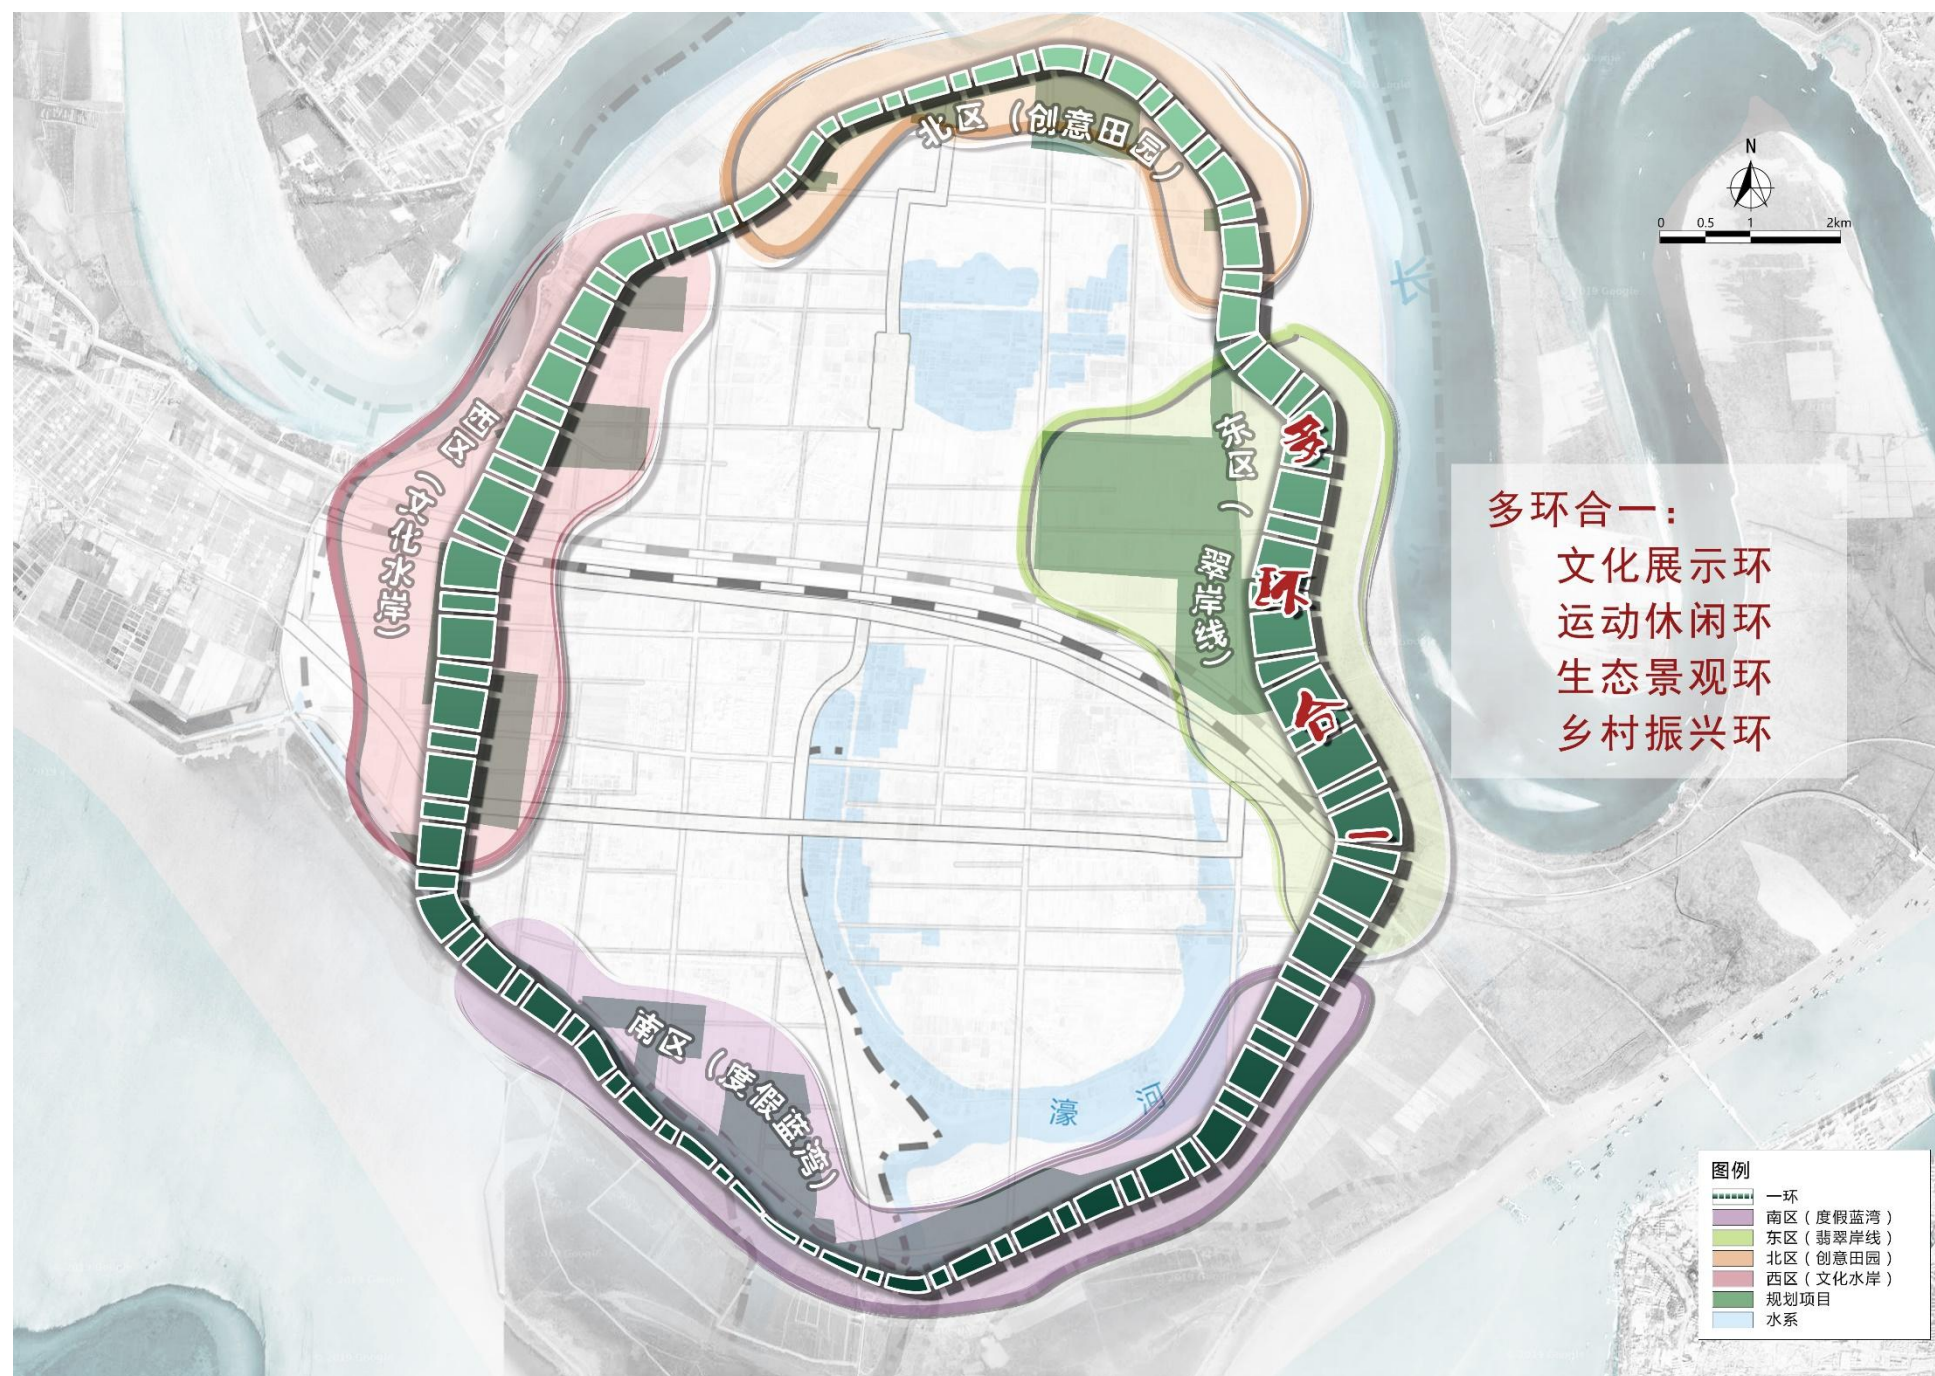 北区（创意田园）
N
0 0.5 1 2km
长
西区（文化水岸）
东区（翠岸线）
多环合一
多环合一：
文化展示环
运动休闲环
生态景观环
乡村振兴环
南区（度假蓝湾）
濠河
图例
一环
南区（度假蓝湾）
东区（翡翠岸线）
北区（创意田园）
西区（文化水岸）
规划项目
水系